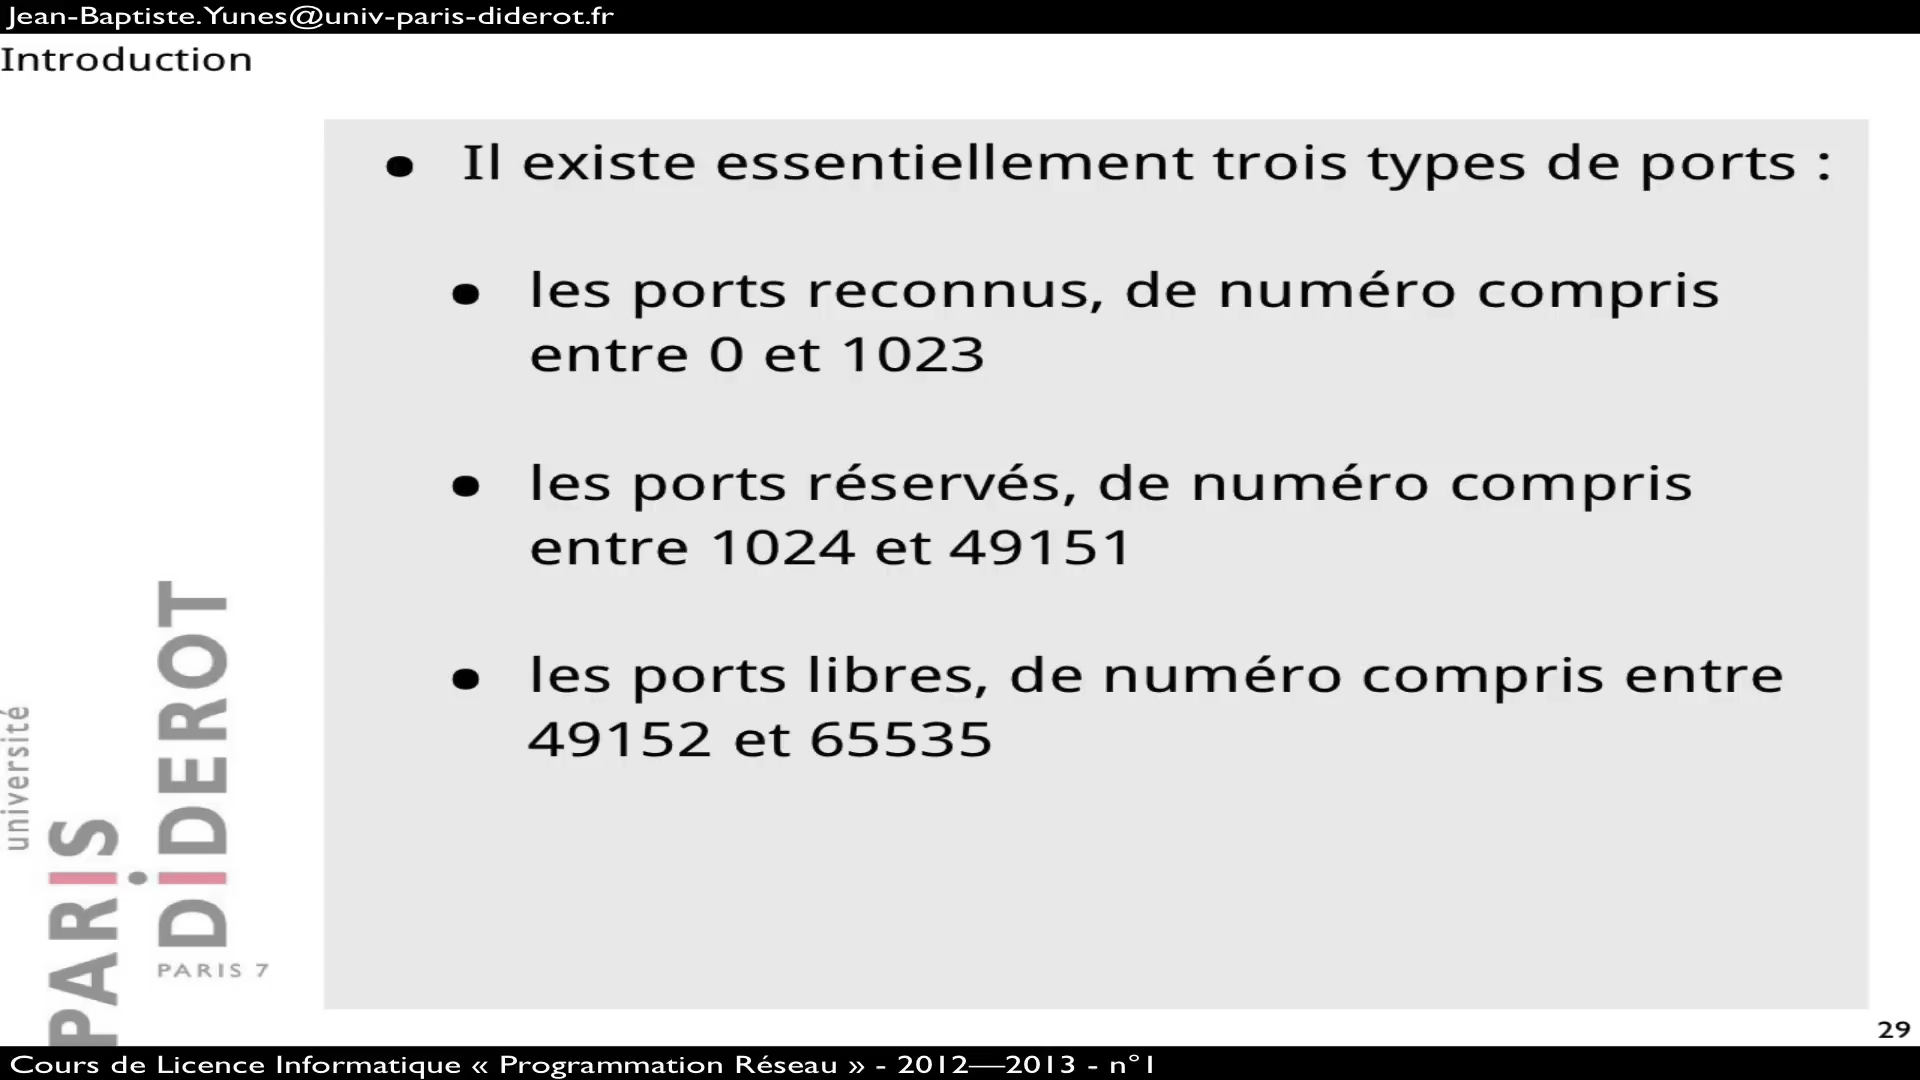 Jean-Baptiste.Yunes@univ-paris-diderot.fr
Introduction
• Il existe essentiellement trois types de ports :
• les ports reconnus, de numéro compris
entre 0 et 1023
• les ports réservés, de numéro compris
entre 1024 et 49151
• les ports libres, de numéro compris entre
49152 et 65535
université
PARIS
DIDEROT
PARIS 7
29
Cours de Licence Informatique « Programmation Réseau » - 2012—2013 - n°1